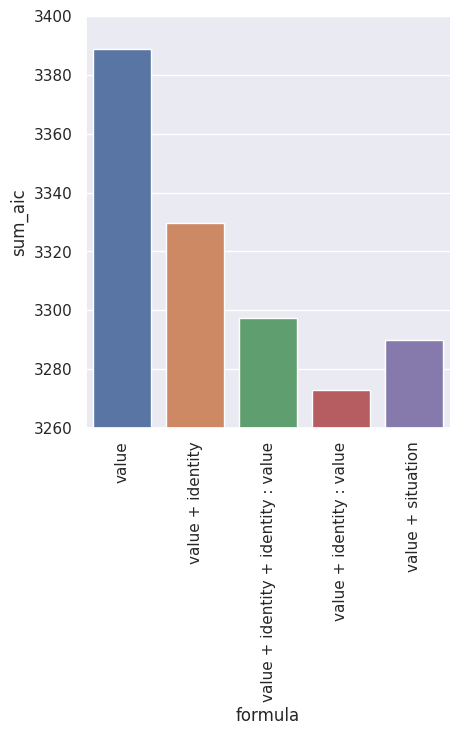 3400
3380
3360
3340
3320
3300
3280
3260
sum_aic
value
value + identity
value + identity + identity : value
value + identity : value
value + situation
formula